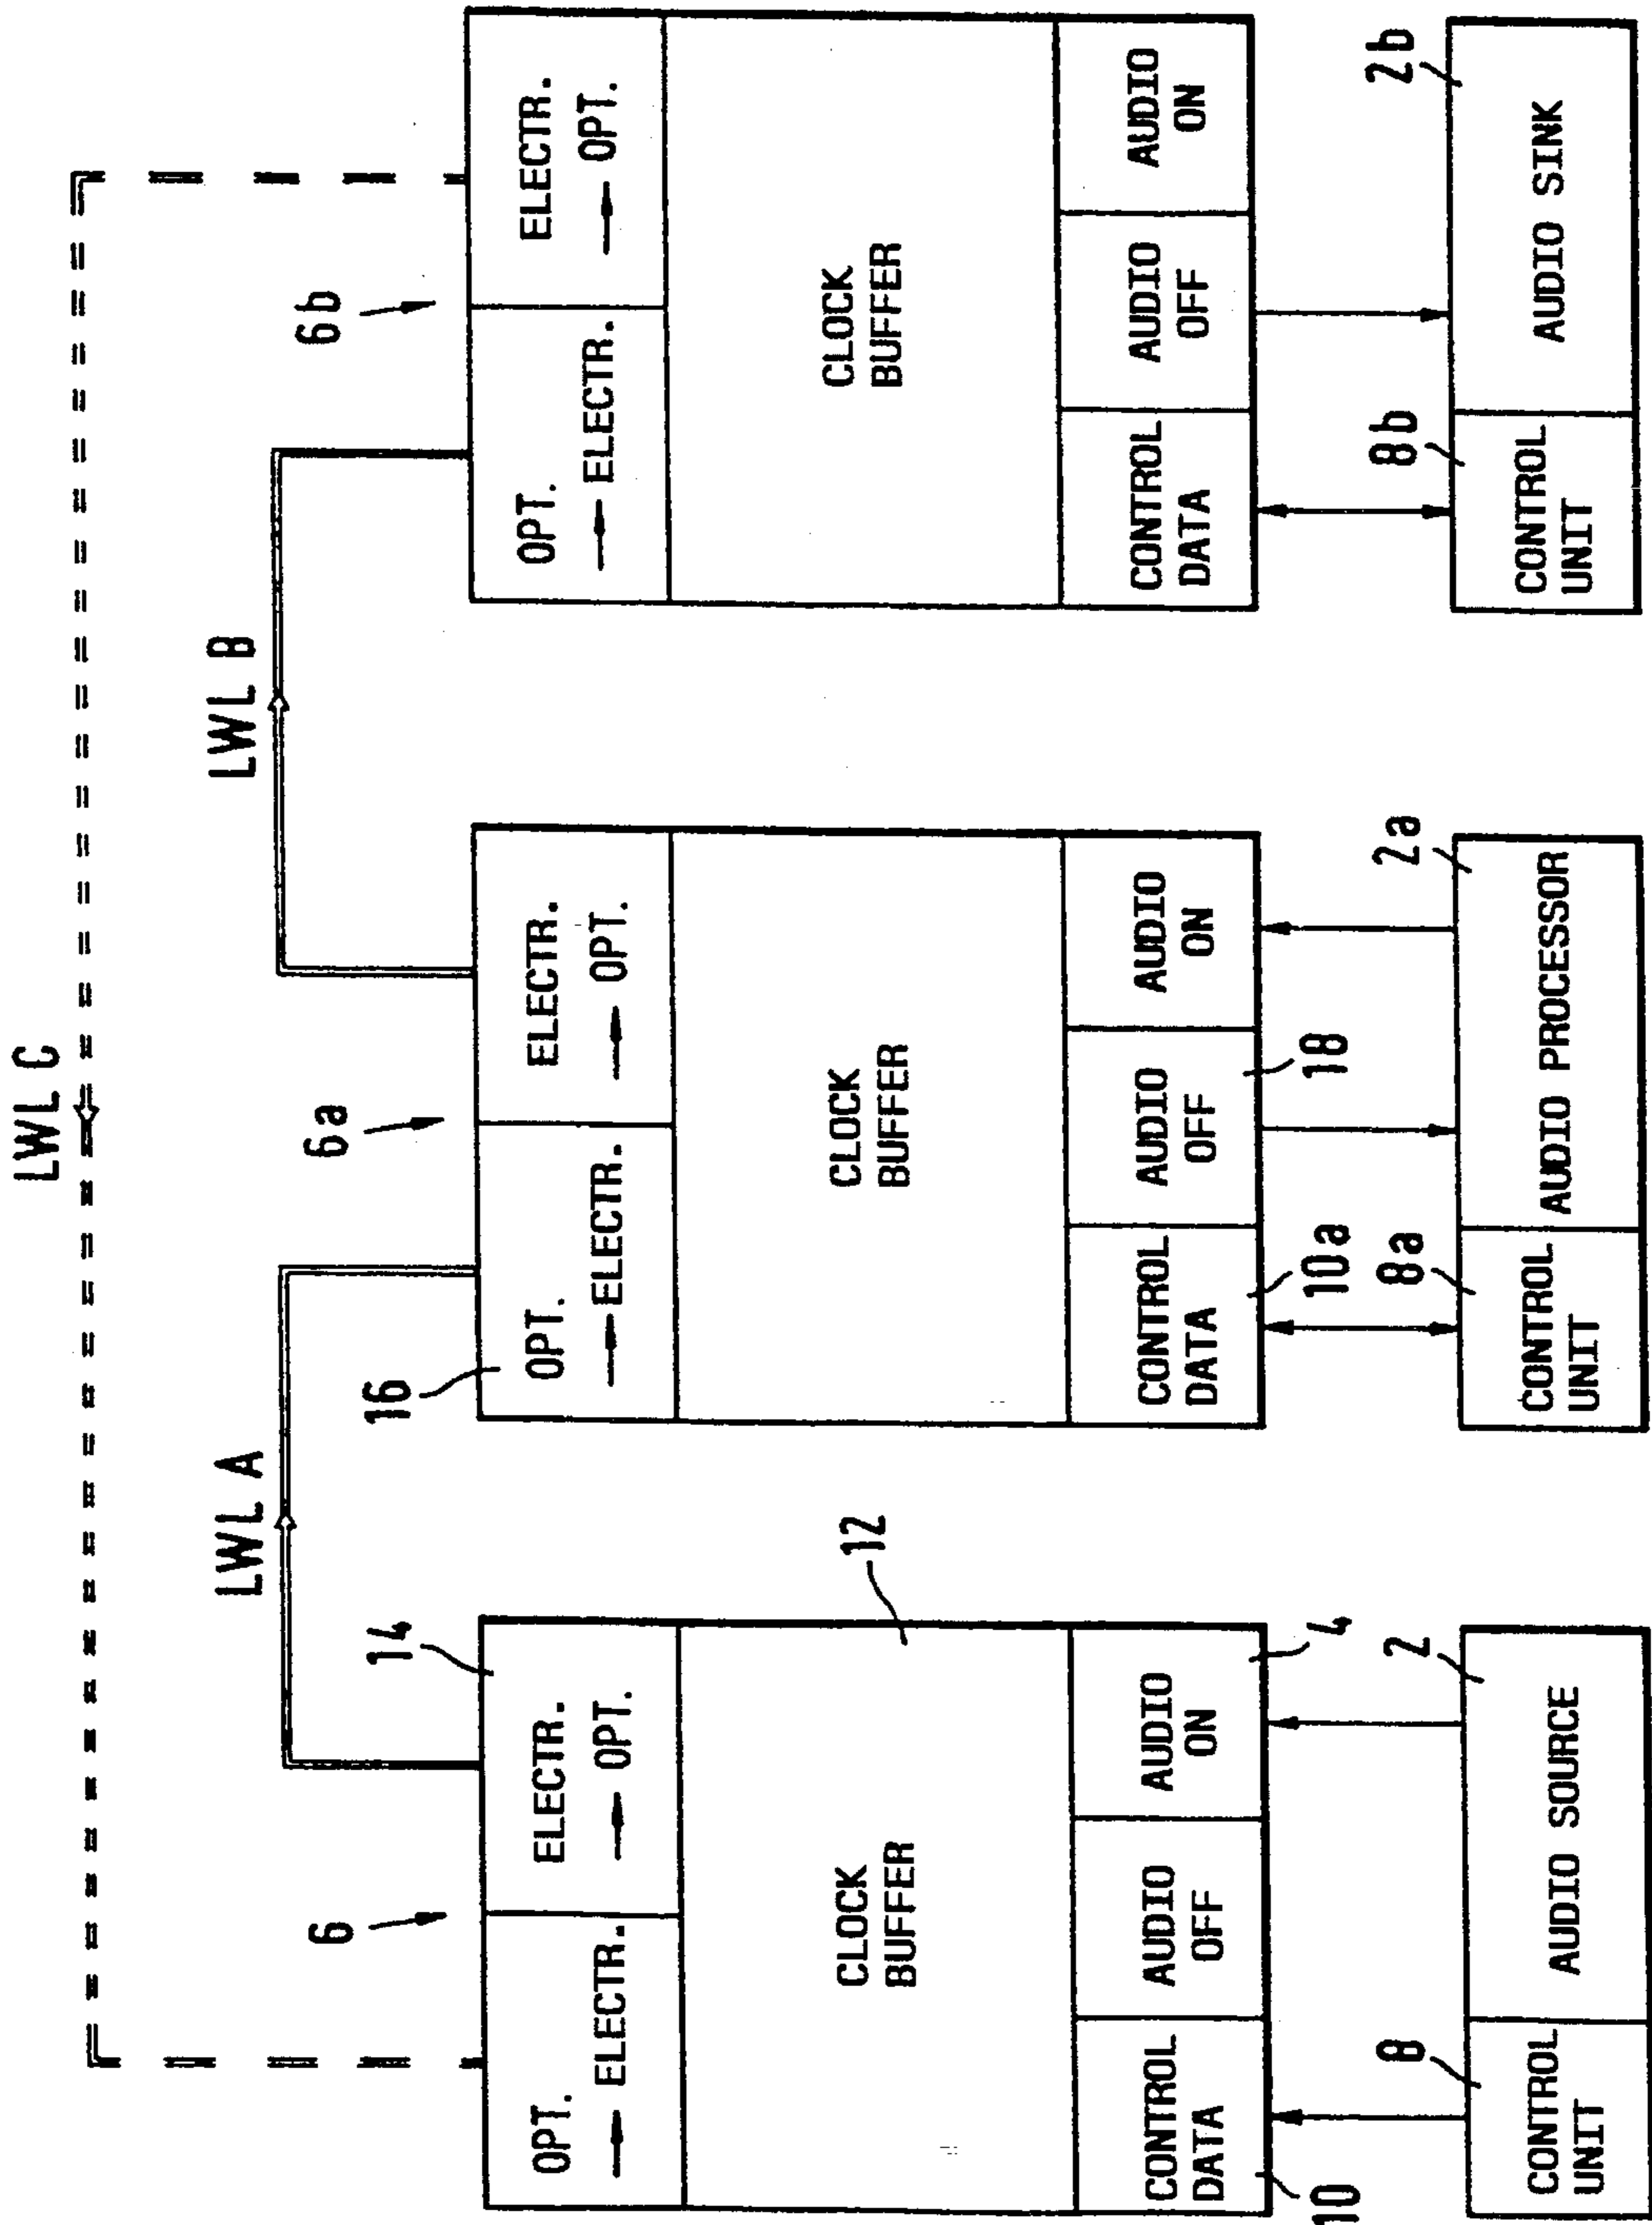 LWL C
LWL A
LWL B
6
14
6a
16
6b
OPT.
→ ELECTR.
ELECTR.
→ OPT.
OPT.
→ ELECTR.
ELECTR.
→ OPT.
OPT.
→ ELECTR.
ELECTR.
→ OPT.
12
CLOCK
BUFFER
CLOCK
BUFFER
CLOCK
BUFFER
CONTROL
DATA
AUDIO
OFF
AUDIO
ON
CONTROL
DATA
AUDIO
OFF
AUDIO
ON
CONTROL
DATA
AUDIO
OFF
AUDIO
ON
10
4
10a
18
8
2
8a
2a
8b
2b
CONTROL
UNIT
AUDIO SOURCE
CONTROL
UNIT
AUDIO PROCESSOR
CONTROL
UNIT
AUDIO SINK